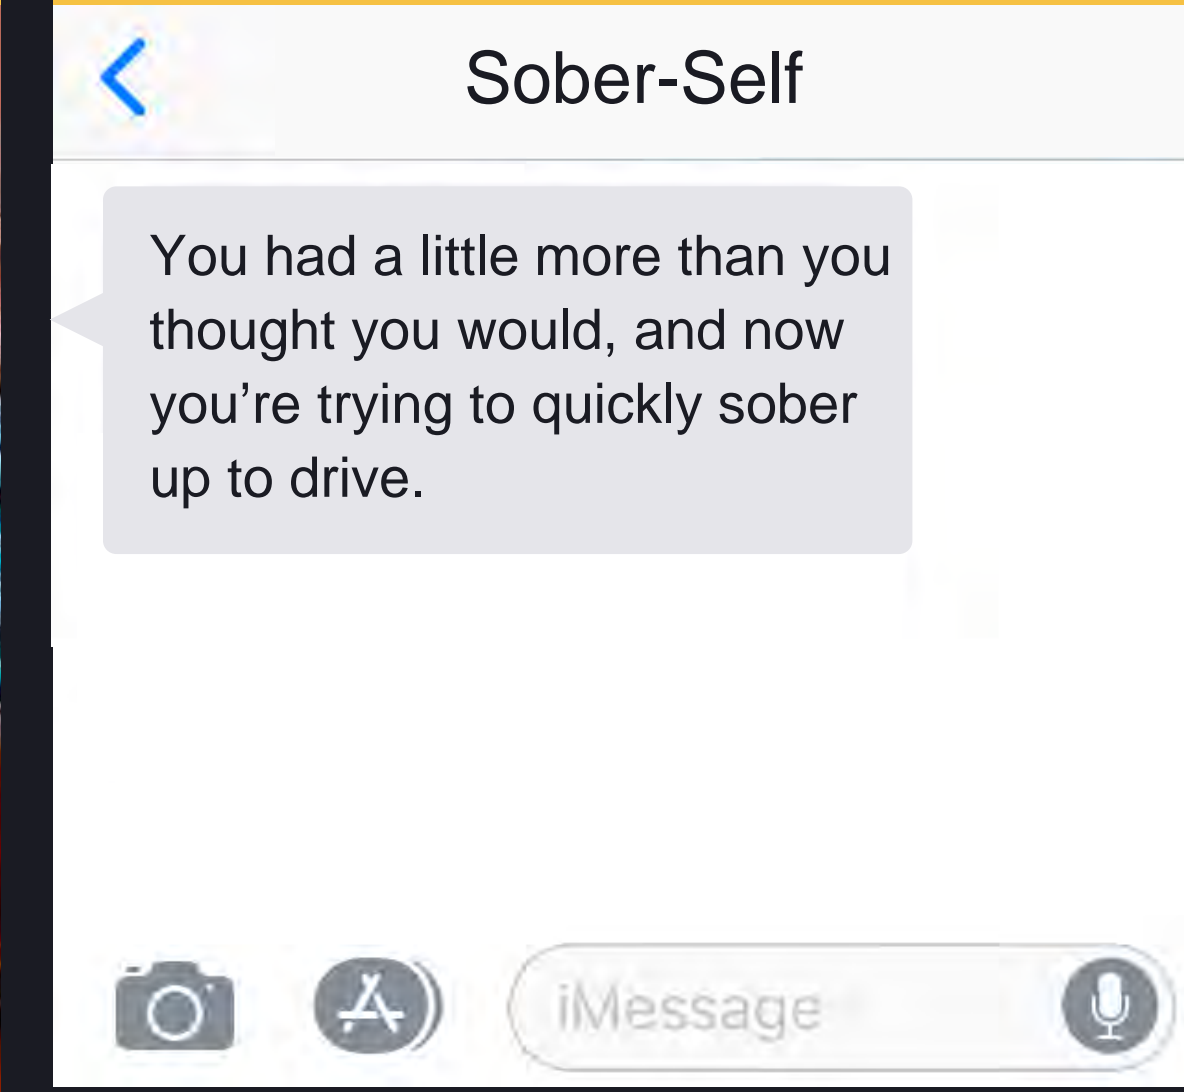 Sober-Self
You had a little more than you
thought you would, and now
you’re trying to quickly sober
up to drive.
iMessage